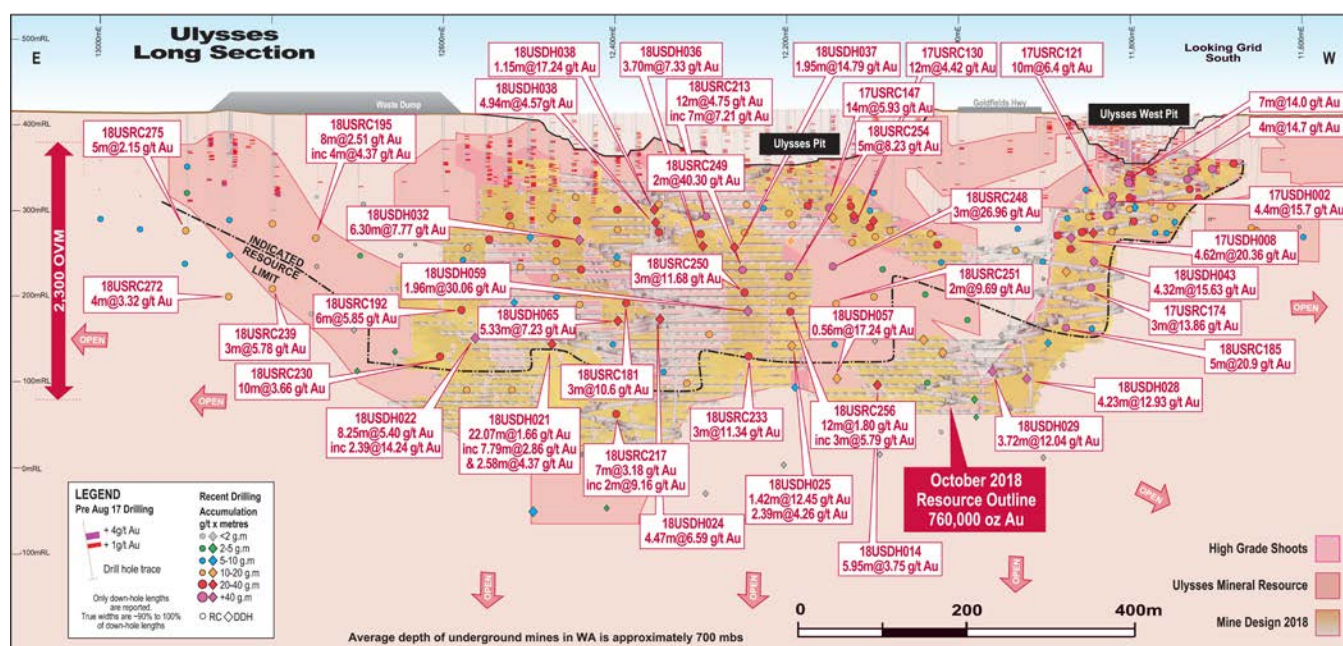 Ulysses
Long Section
E
W
Looking Grid
South
13000mE
12600mE
12,400mE
12,200mE
11,800mE
11,600mE
500mRL
400mRL
300mRL
200mRL
100mRL
0mRL
-100mRL
Waste Dump
Goldfields Hwy
Ulysses Pit
Ulysses West Pit
18USDH038
1.15m@17.24 g/t Au
18USDH038
4.94m@4.57g/t Au
18USDH036
3.70m@7.33 g/t Au
18USRC213
12m@4.75 g/t Au
inc 7m@7.21 g/t Au
18USDH037
1.95m@14.79 g/t Au
17USRC130
12m@4.42 g/t Au
17USRC147
14m@5.93 g/t Au
18USRC254
5m@8.23 g/t Au
17USRC121
10m@6.4 g/t Au
7m@14.0 g/t Au
4m@14.7 g/t Au
18USRC275
5m@2.15 g/t Au
18USRC195
8m@2.51 g/t Au
inc 4m@4.37 g/t Au
18USRC249
2m@40.30 g/t Au
18USRC248
3m@26.96 g/t Au
17USDH002
4.4m@15.7 g/t Au
18USDH032
6.30m@7.77 g/t Au
17USDH008
4.62m@20.36 g/t Au
INDICATED
RESOURCE
LIMIT
2.300 OVM
18USRC250
3m@11.68 g/t Au
18USRC251
2m@9.69 g/t Au
18USDH043
4.32m@15.63 g/t Au
18USDH059
1.96m@30.06 g/t Au
18USRC272
4m@3.32 g/t Au
18USRC192
6m@5.85 g/t Au
18USDH065
5.33m@7.23 g/t Au
18USDH057
0.56m@17.24 g/t Au
17USRC174
3m@13.86 g/t Au
18USRC239
3m@5.78 g/t Au
18USRC185
5m@20.9 g/t Au
18USRC230
10m@3.66 g/t Au
18USRC181
3m@10.6 g/t Au
18USDH028
4.23m@12.93 g/t Au
18USDH022
8.25m@5.40 g/t Au
inc 2.39@14.24 g/t Au
18USDH021
22.07m@1.66 g/t Au
inc 7.79m@2.86 g/t Au
& 2.58m@4.37 g/t Au
18USRC233
3m@11.34 g/t Au
18USRC256
12m@1.80 g/t Au
inc 3m@5.79 g/t Au
18USDH029
3.72m@12.04 g/t Au
18USRC217
7m@3.18 g/t Au
inc 2m@9.16 g/t Au
18USDH025
1.42m@12.45 g/t Au
2.39m@4.26 g/t Au
18USDH024
4.47m@6.59 g/t Au
18USDH014
5.95m@3.75 g/t Au
October 2018
Resource Outline
760,000 oz Au
OPEN
OPEN
OPEN
OPEN
OPEN
OPEN
OPEN
LEGEND
Pre Aug 17 Drilling
+ 4g/t Au
+ 1g/t Au
Drill hole trace
Only down-hole lengths
are reported.
True widths are ~90% to 100%
of down-hole lengths
Recent Drilling
Accumulation
g/t x metres
<2 g.m
2-5 g.m
5-10 g.m
10-20 g.m
20-40 g.m
+40 g.m
RC DDH
Average depth of underground mines in WA is approximately 700 mbs
0 200 400m
High Grade Shoots
Ulysses Mineral Resource
Mine Design 2018